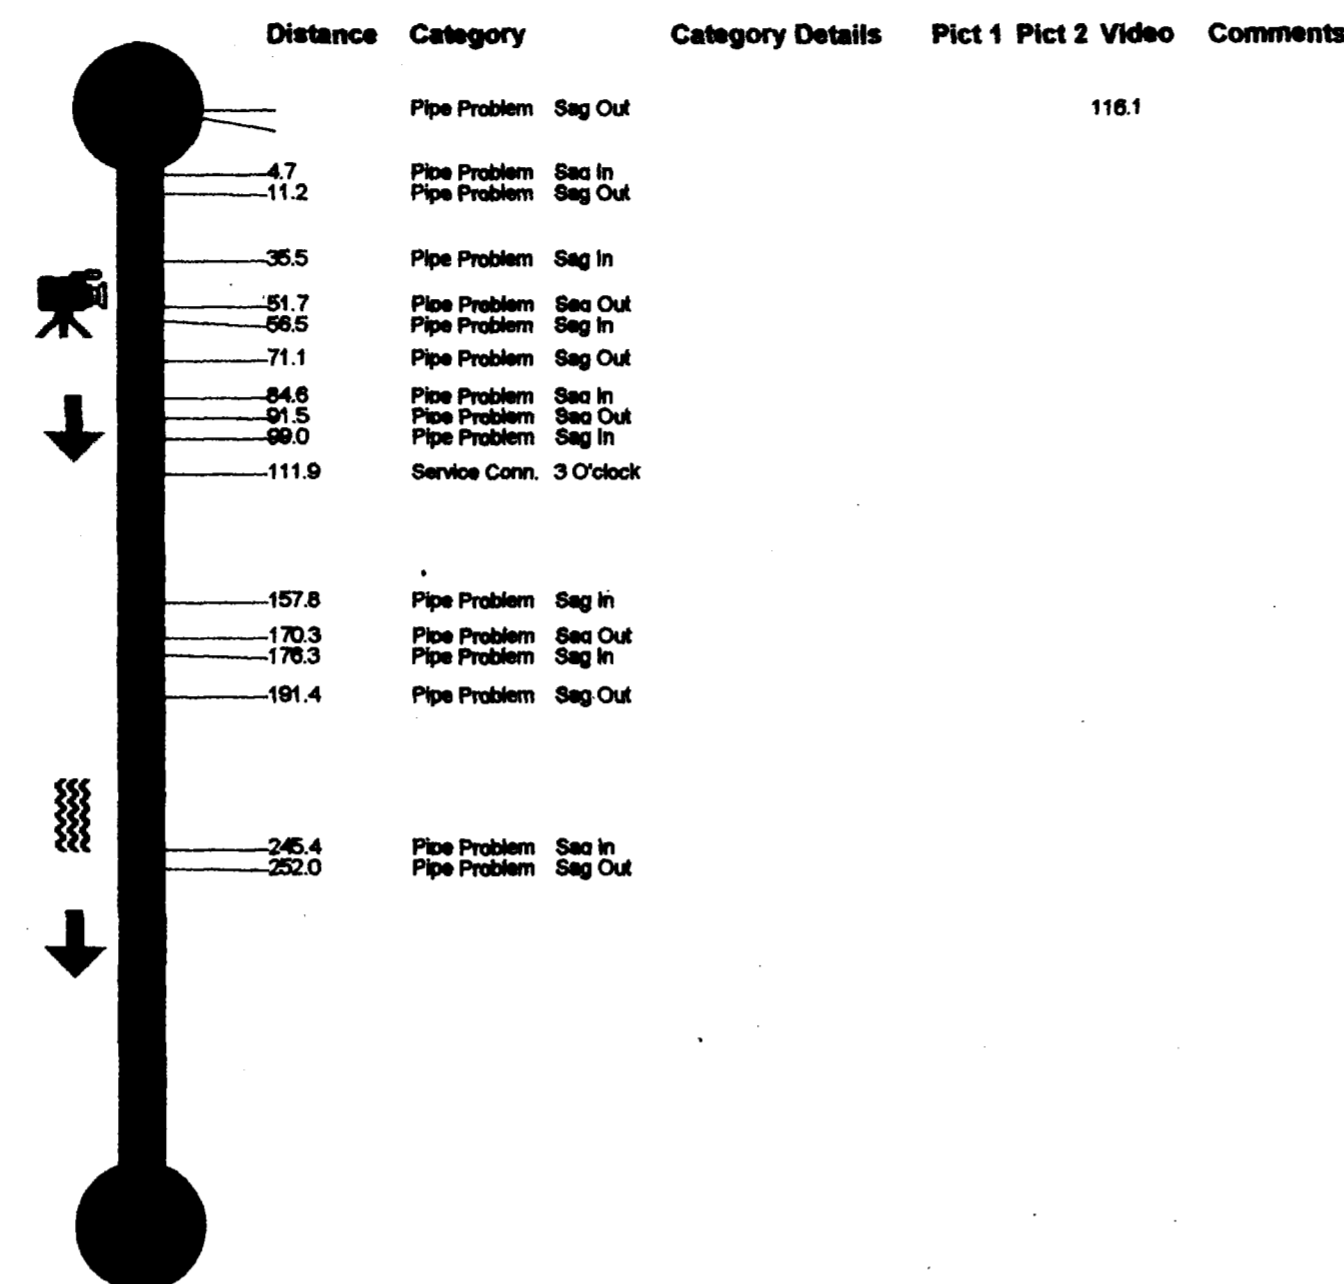 Distance Category Category Details Pict 1 Pict 2 Video Comments
Pipe Problem Sag Out 116.1
4.7 Pipe Problem Sag In
11.2 Pipe Problem Sag Out
35.5 Pipe Problem Sag In
51.7 Pipe Problem Sag Out
56.5 Pipe Problem Sag In
71.1 Pipe Problem Sag Out
84.6 Pipe Problem Sag In
91.5 Pipe Problem Sag Out
99.0 Pipe Problem Sag In
111.9 Service Conn. 3 O'clock
157.8 Pipe Problem Sag In
170.3 Pipe Problem Sag Out
176.3 Pipe Problem Sag In
191.4 Pipe Problem Sag Out
245.4 Pipe Problem Sag In
252.0 Pipe Problem Sag Out